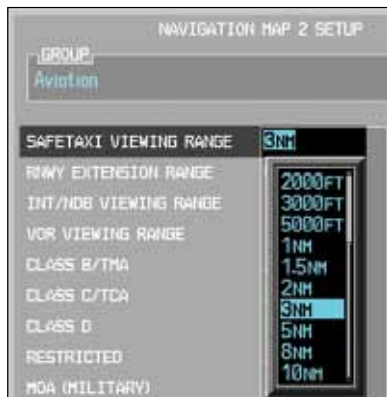 NAVIGATION MAP 2 SETUP
GROUP
Aviation
SAFETAXI VIEWING RANGE 3NM
RNWY EXTENSION RANGE
INT/NDB VIEWING RANGE
VOR VIEWING RANGE
CLASS B/TMA
CLASS C/TCA
CLASS D
RESTRICTED
MOA (MILITARY)
2000FT
3000FT
5000FT
1NM
1.5NM
2NM
3NM
5NM
8NM
10NM